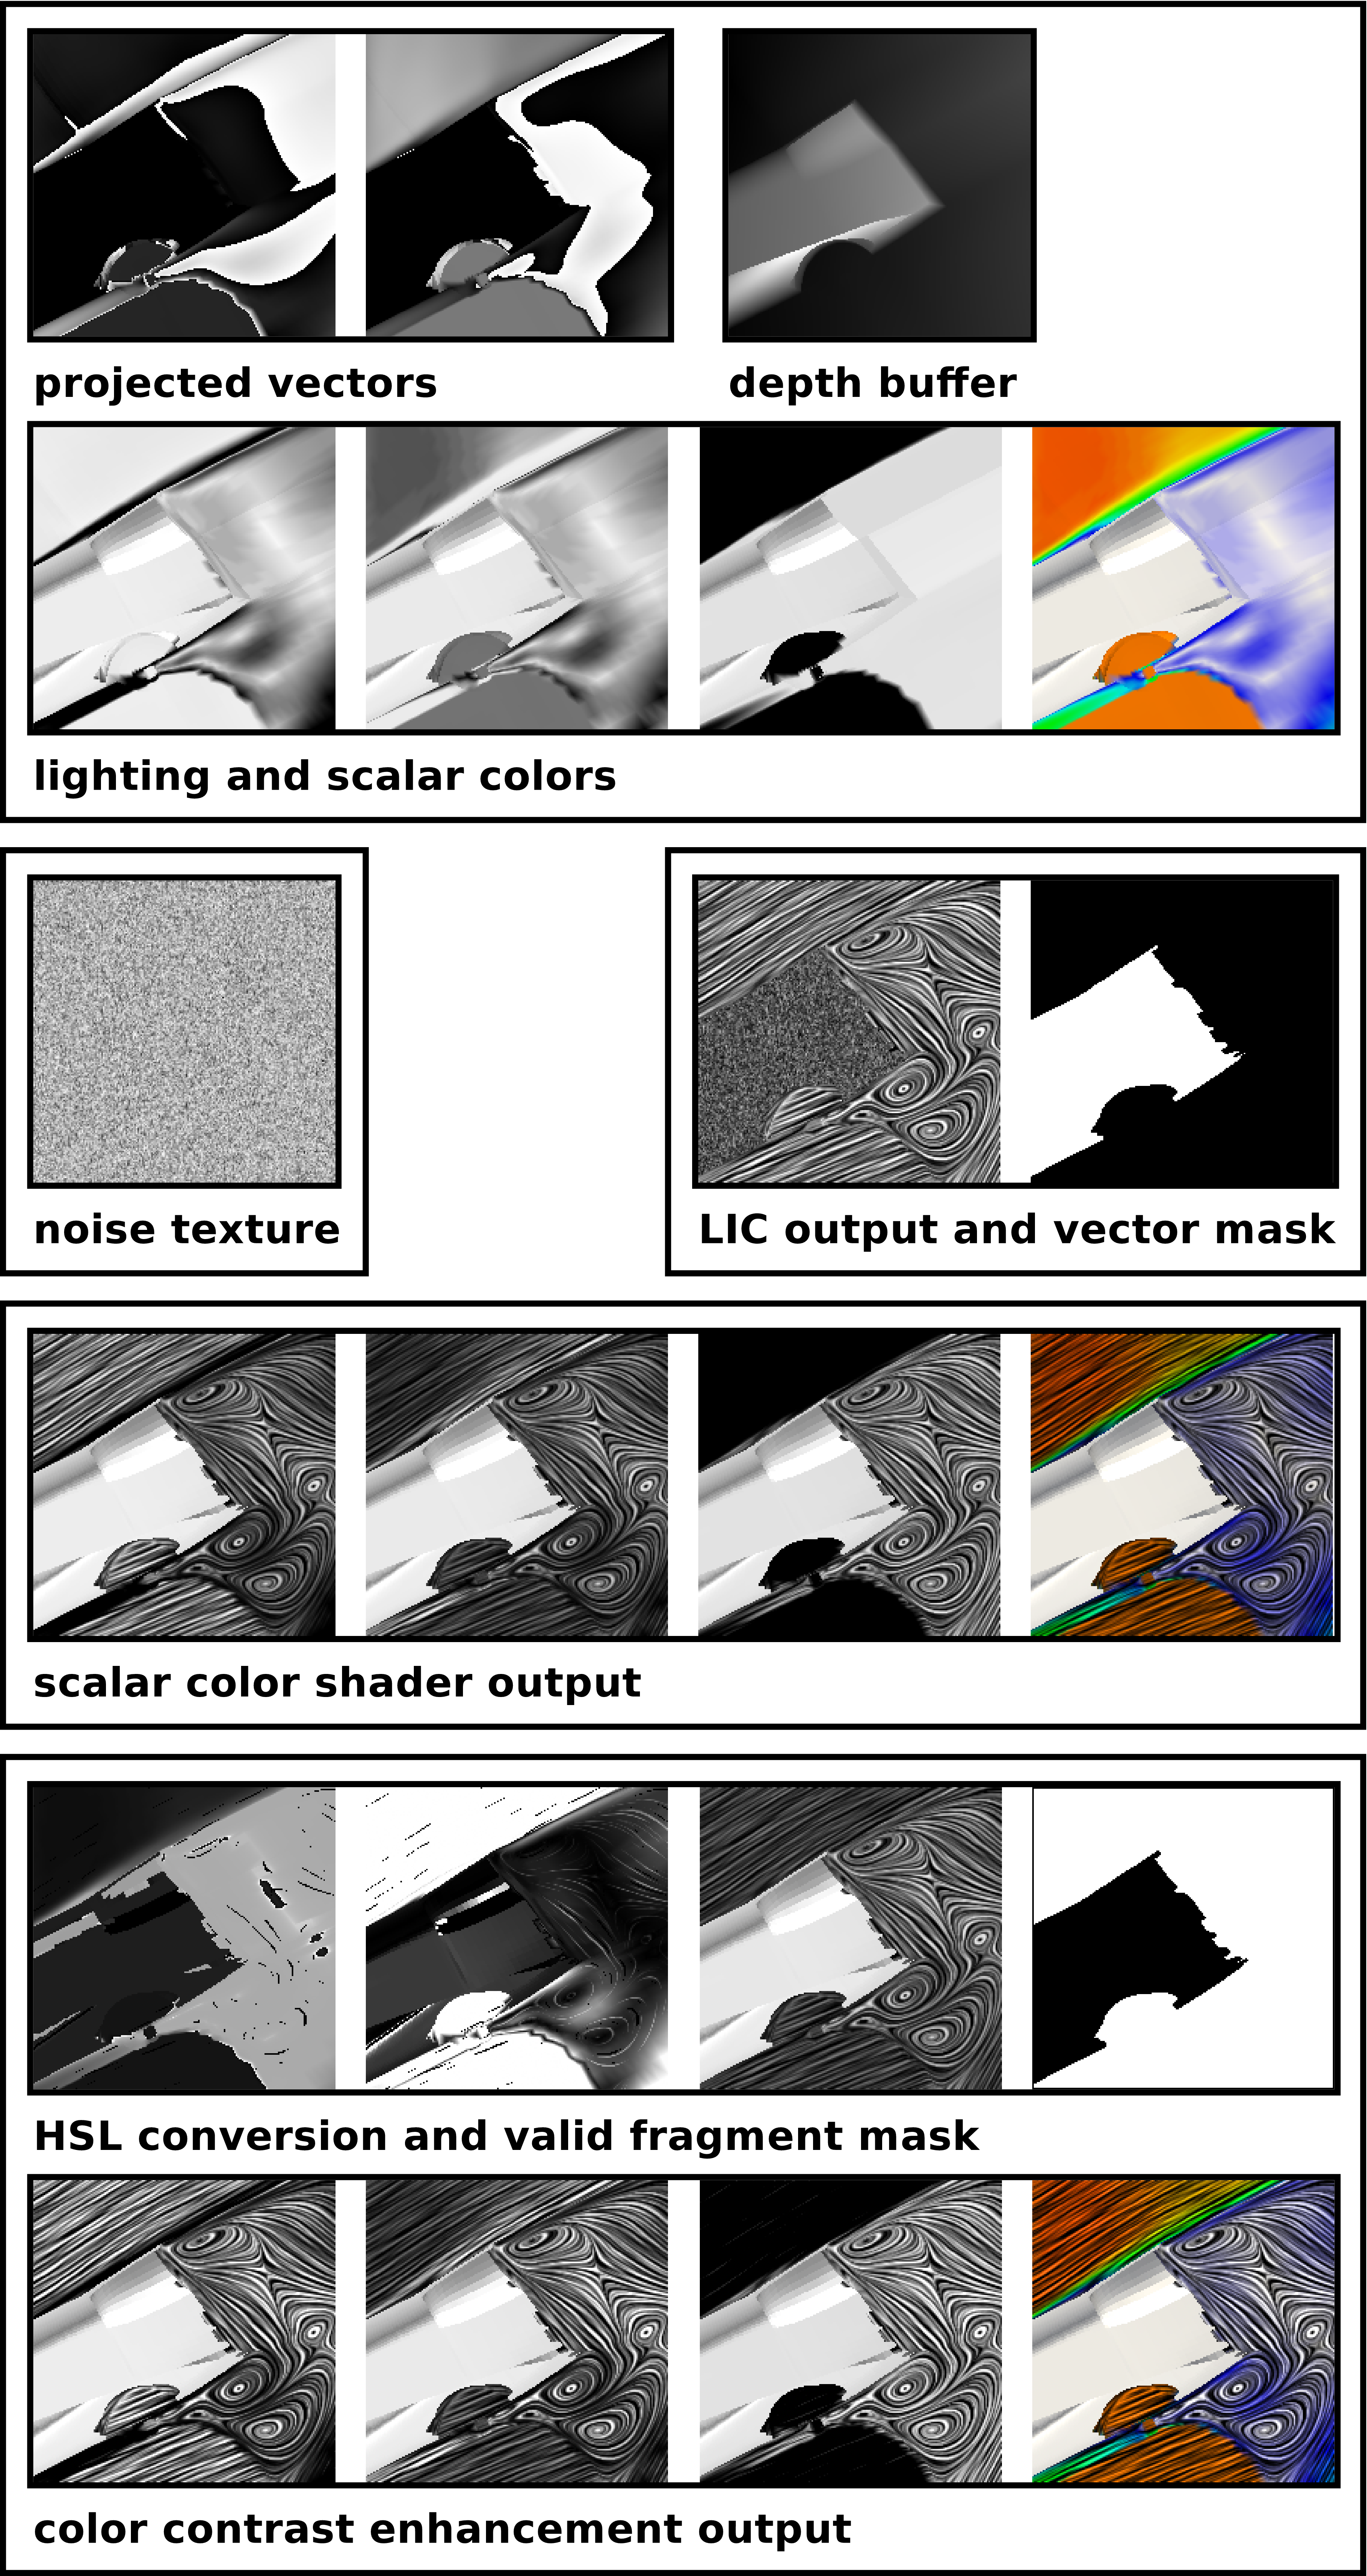 projected vectors
depth buffer
lighting and scalar colors
noise texture
LIC output and vector mask
scalar color shader output
HSL conversion and valid fragment mask
color contrast enhancement output